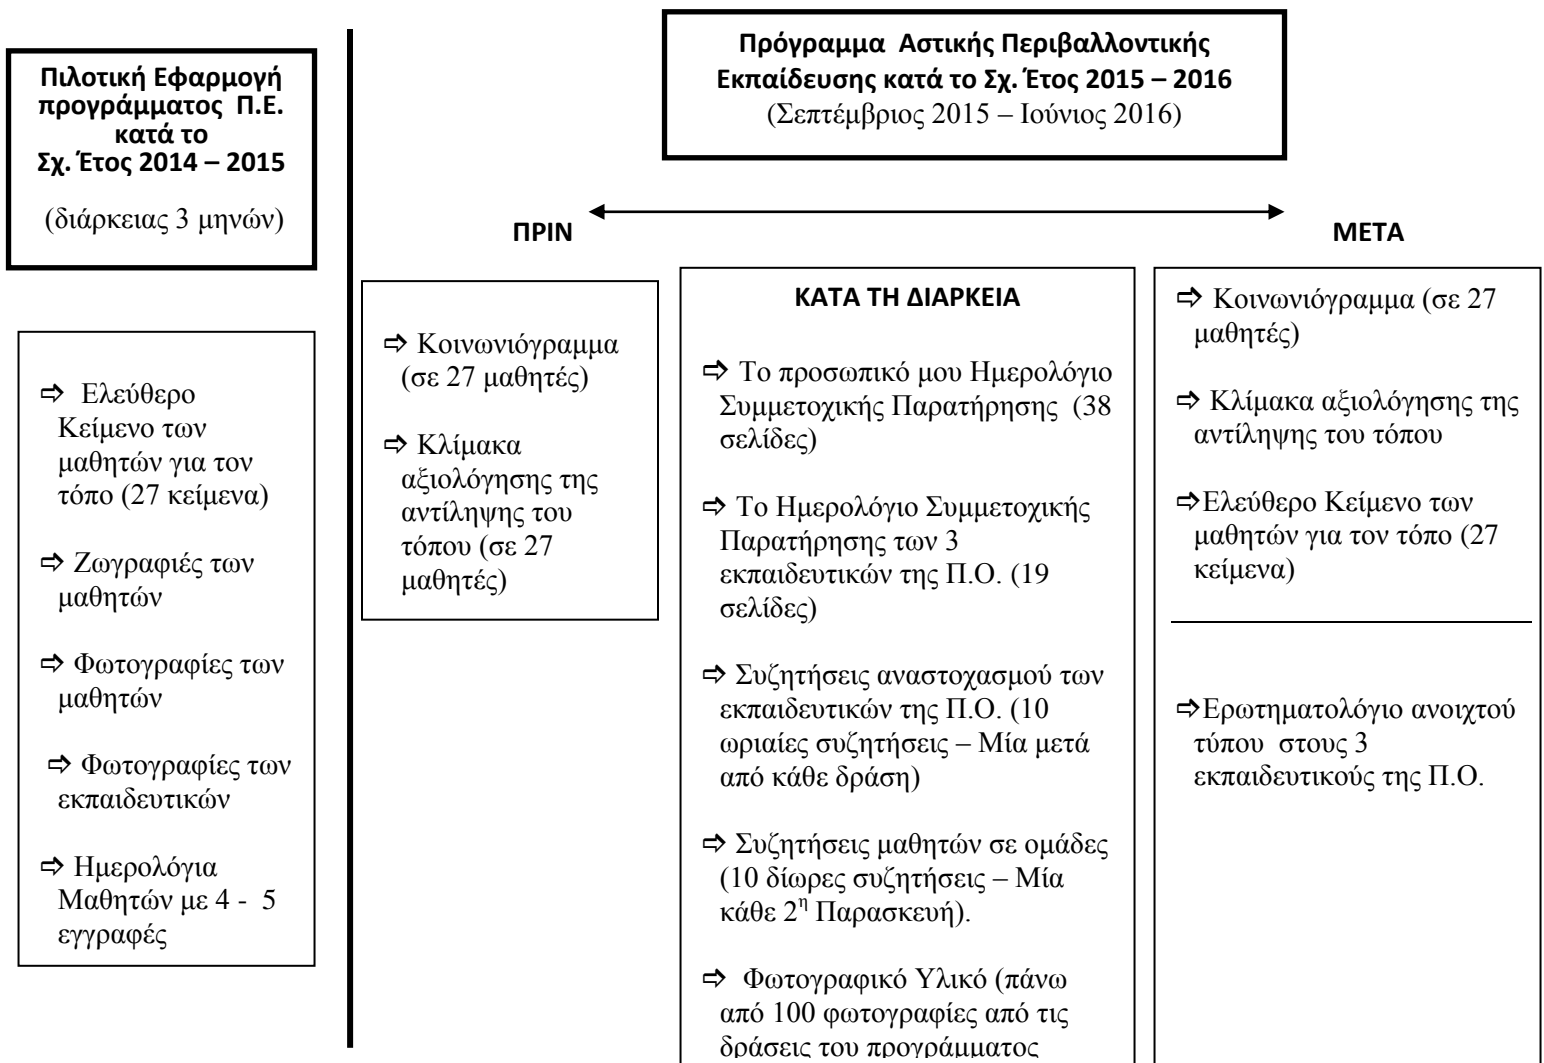 Πιλοτική Εφαρμογή
προγράμματος Π.Ε.
κατά το
Σχ. Έτος 2014 – 2015
(διάρκειας 3 μηνών)
⇨ Ελεύθερο
Κείμενο των
μαθητών για τον
τόπο (27 κείμενα)
⇨ Ζωγραφιές των
μαθητών
⇨ Φωτογραφίες των
μαθητών
⇨ Φωτογραφίες των
εκπαιδευτικών
⇨ Ημερολόγια
Μαθητών με 4 - 5
εγγραφές
Πρόγραμμα Αστικής Περιβαλλοντικής
Εκπαίδευσης κατά το Σχ. Έτος 2015 – 2016
(Σεπτέμβριος 2015 – Ιούνιος 2016)
ΠΡΙΝ
⇨ Κοινωνιόγραμμα
(σε 27 μαθητές)
⇨ Κλίμακα
αξιολόγησης της
αντίληψης του
τόπου (σε 27
μαθητές)
ΚΑΤΑ ΤΗ ΔΙΑΡΚΕΙΑ
⇨ Το προσωπικό μου Ημερολόγιο
Συμμετοχικής Παρατήρησης (38
σελίδες)
⇨ Το Ημερολόγιο Συμμετοχικής
Παρατήρησης των 3
εκπαιδευτικών της Π.Ο. (19
σελίδες)
⇨ Συζητήσεις αναστοχασμού των
εκπαιδευτικών της Π.Ο. (10
ωριαίες συζητήσεις – Μία μετά
από κάθε δράση)
⇨ Συζητήσεις μαθητών σε ομάδες
(10 δίωρες συζητήσεις – Μία
κάθε 2η Παρασκευή).
⇨ Φωτογραφικό Υλικό (πάνω
από 100 φωτογραφίες από τις
δράσεις του προγράμματος
ΜΕΤΑ
⇨ Κοινωνιόγραμμα (σε 27
μαθητές)
⇨ Κλίμακα αξιολόγησης της
αντίληψης του τόπου
⇨Ελεύθερο Κείμενο των
μαθητών για τον τόπο (27
κείμενα)
⇨Ερωτηματολόγιο ανοιχτού
τύπου στους 3
εκπαιδευτικούς της Π.Ο.